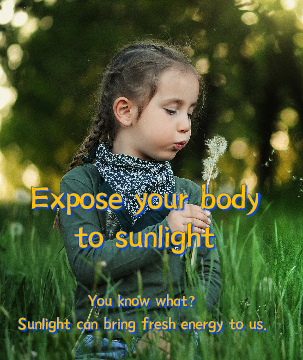 Expose your body
to sunlight
You know what?
Sunlight can bring fresh energy to us.